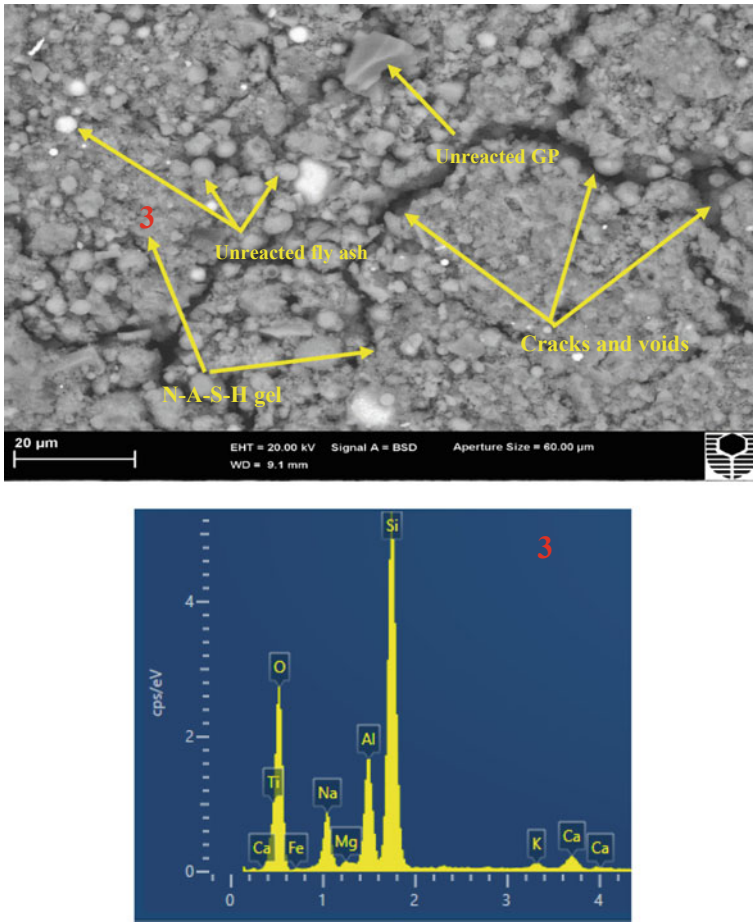 Unreacted GP
3
Unreacted fly ash
Cracks and voids
N-A-S-H gel
20 µm
EHT = 20.00 kV Signal A = BSD Aperture Size = 60.00 µm
WD = 9.1 mm
3
Si
4
O
cps/eV
Al
2
Ti
Na
Ca
Fe
Mg
K
Ca
Ca
0
0 1 2 3 4